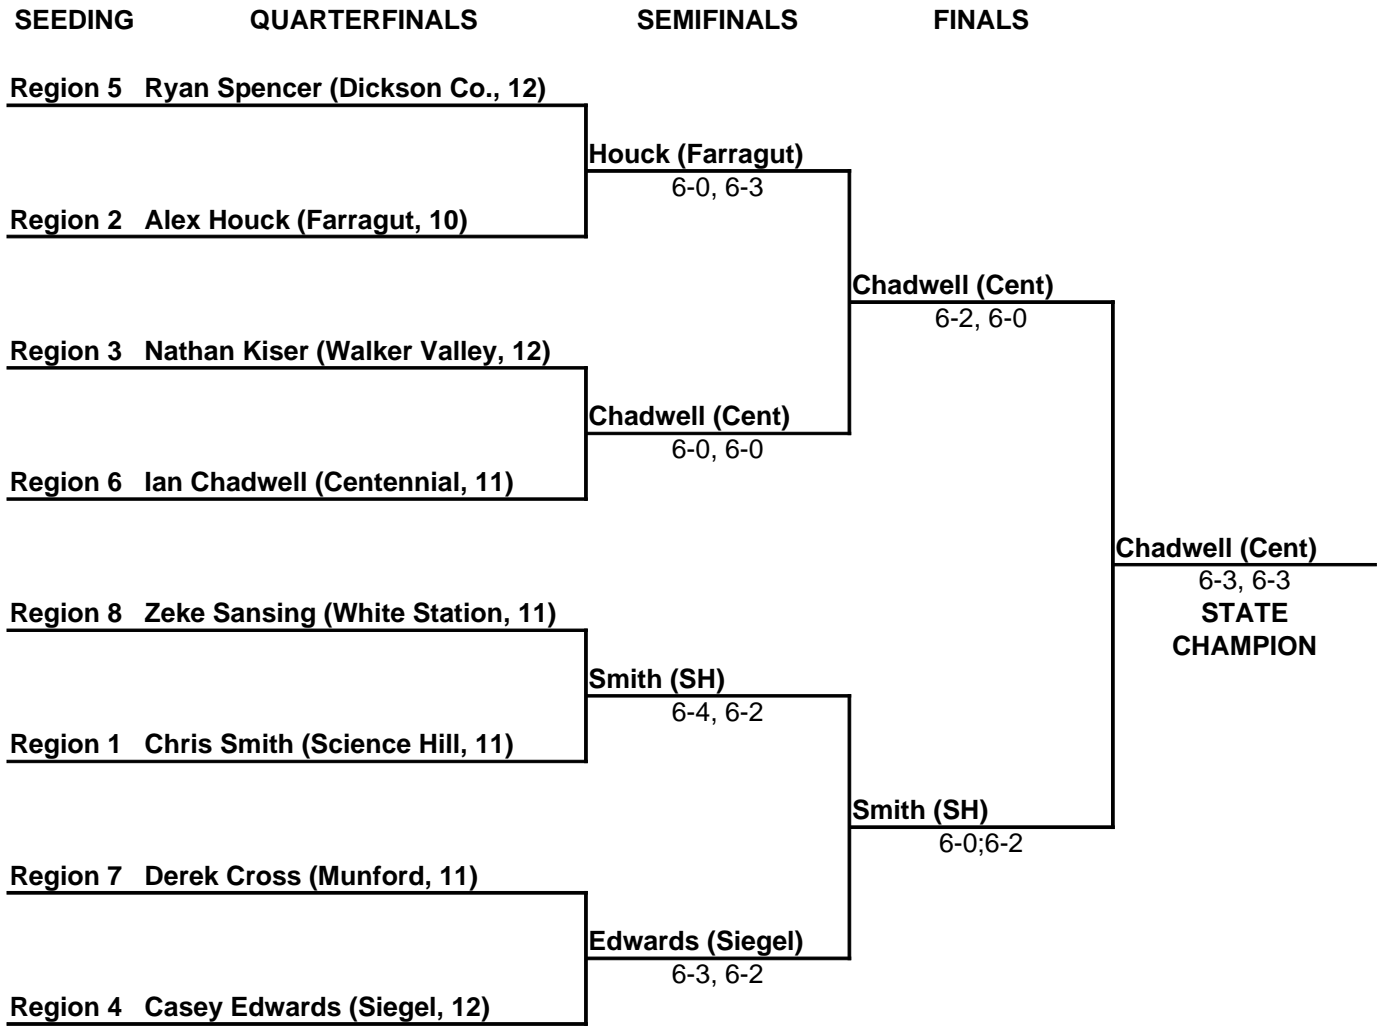 SEEDING QUARTERFINALS SEMIFINALS FINALS
Region 5 Ryan Spencer (Dickson Co., 12)
Houck (Farragut)
6-0, 6-3
Region 2 Alex Houck (Farragut, 10)
Chadwell (Cent)
6-2, 6-0
Region 3 Nathan Kiser (Walker Valley, 12)
Chadwell (Cent)
6-0, 6-0
Region 6 Ian Chadwell (Centennial, 11)
Chadwell (Cent)
6-3, 6-3
STATE
CHAMPION
Region 8 Zeke Sansing (White Station, 11)
Smith (SH)
6-4, 6-2
Region 1 Chris Smith (Science Hill, 11)
Smith (SH)
6-0;6-2
Region 7 Derek Cross (Munford, 11)
Edwards (Siegel)
6-3, 6-2
Region 4 Casey Edwards (Siegel, 12)